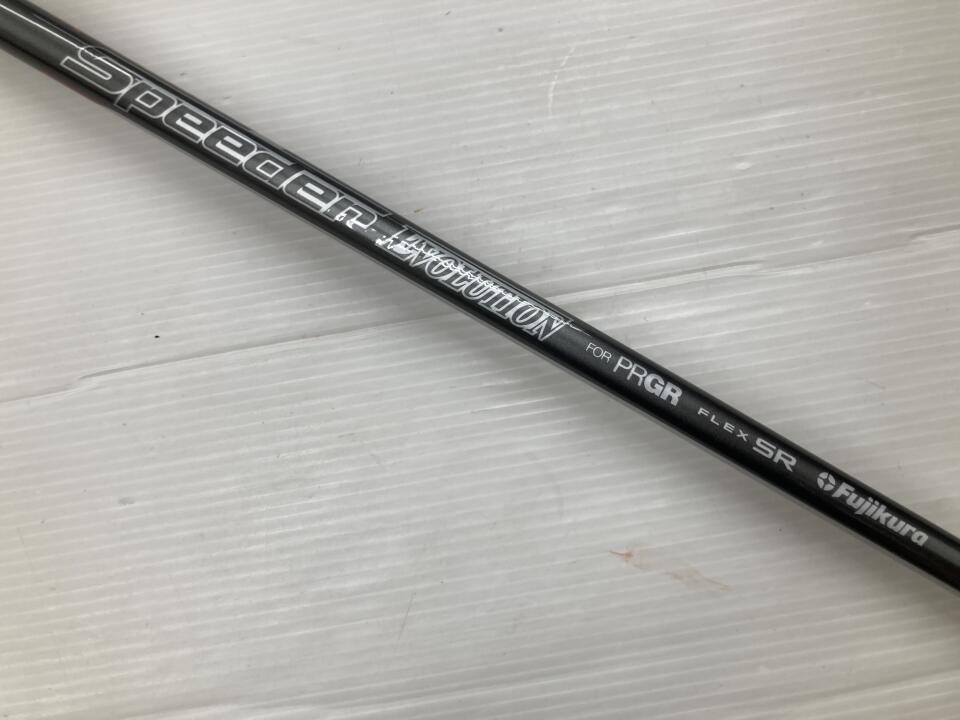 Speeder EVOLUTION FOR PRGR FLEX SR Fujikura